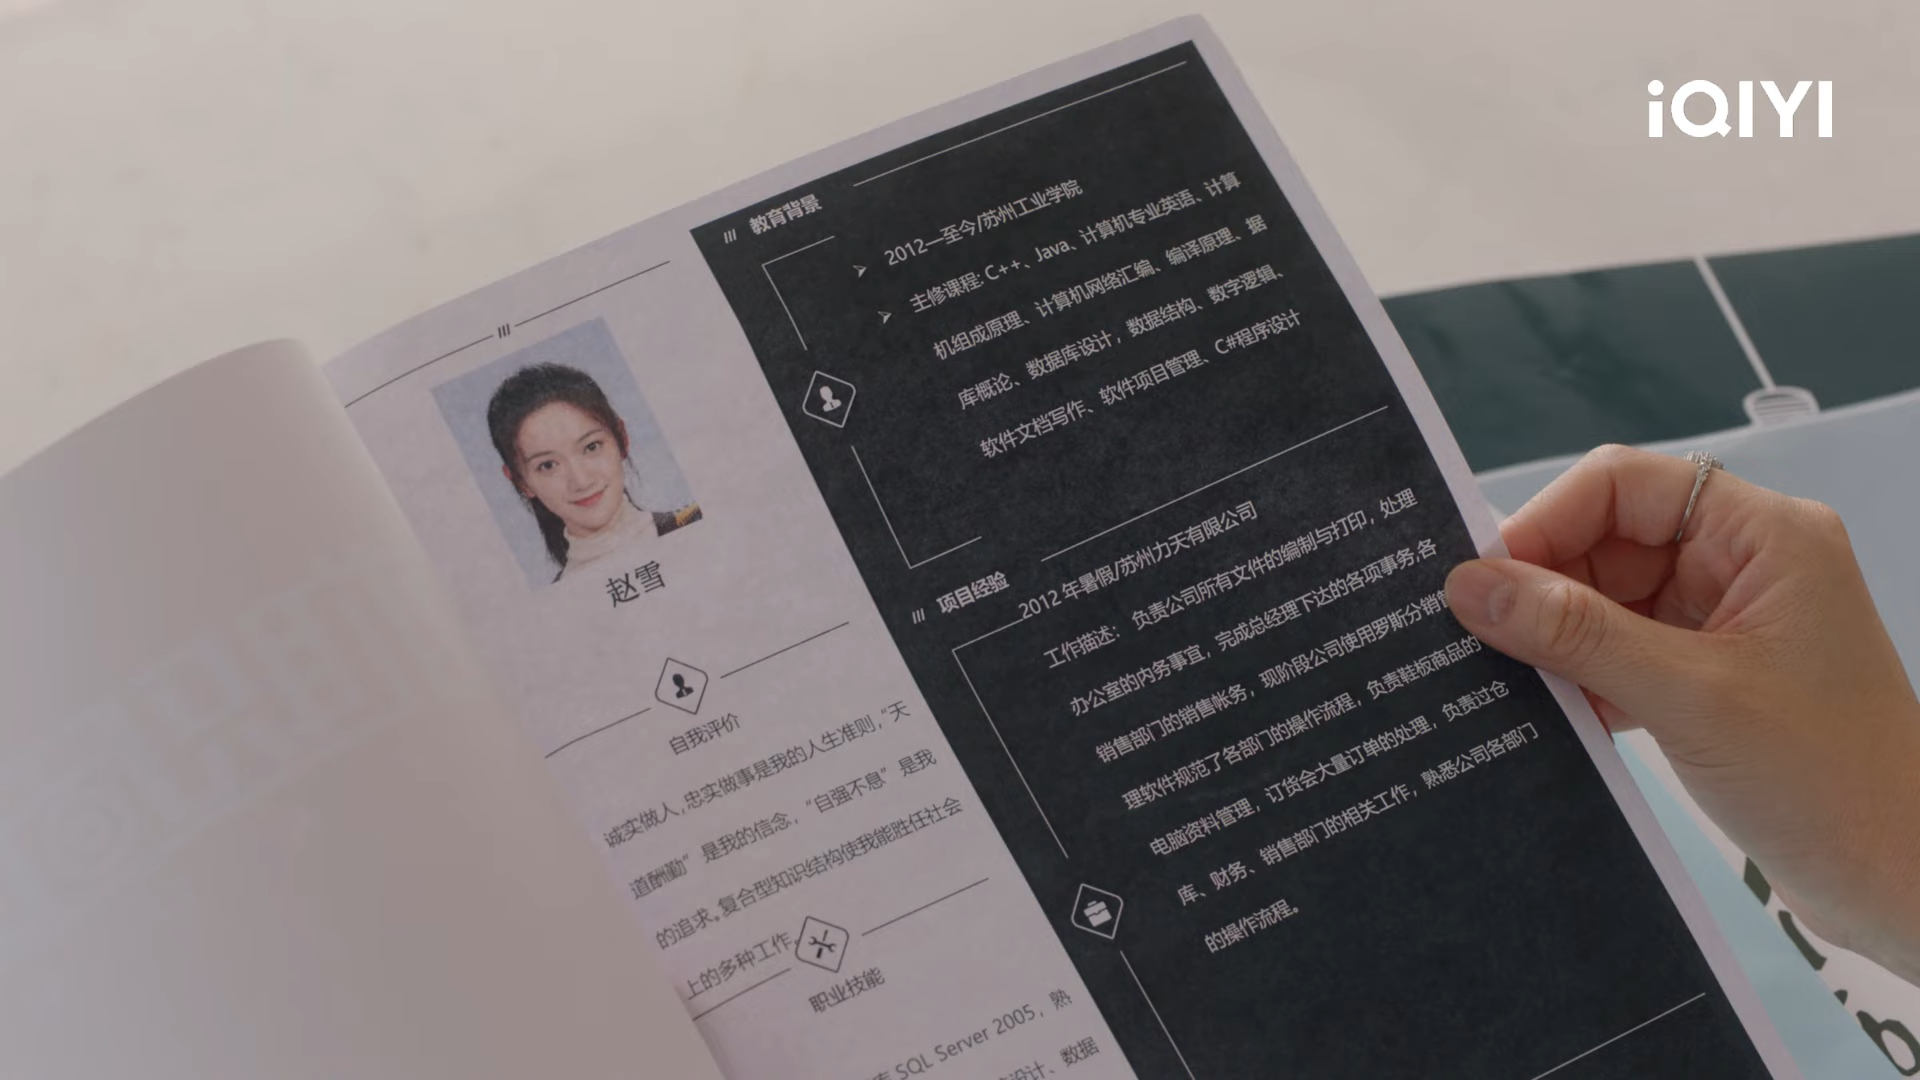 iQIYI
赵雪
自我评价
诚实做人,忠实做事是我的人生准则,“天
道酬勤”是我的信念,“自强不息”是我
的追求。复合型知识结构使我能胜任社会
上的多种工作
职业技能
库 SQL Server 2005，熟
设计、数据
教育背景
2012—至今/苏州工业学院
主修课程: C++、Java、计算机专业英语、计算
机组成原理、计算机网络汇编、编译原理、据
库概论、数据库设计，数据结构、数字逻辑、
软件文档写作、软件项目管理、C#程序设计
项目经验
2012 年暑假/苏州力天有限公司
工作描述： 负责公司所有文件的编制与打印，处理
办公室的内务事宜，完成总经理下达的各项事务,各
销售部门的销售帐务，现阶段公司使用罗斯分销管
理软件规范了各部门的操作流程，负责鞋板商品的
电脑资料管理，订货会大量订单的处理，负责过仓
库、财务、销售部门的相关工作，熟悉公司各部门
的操作流程。